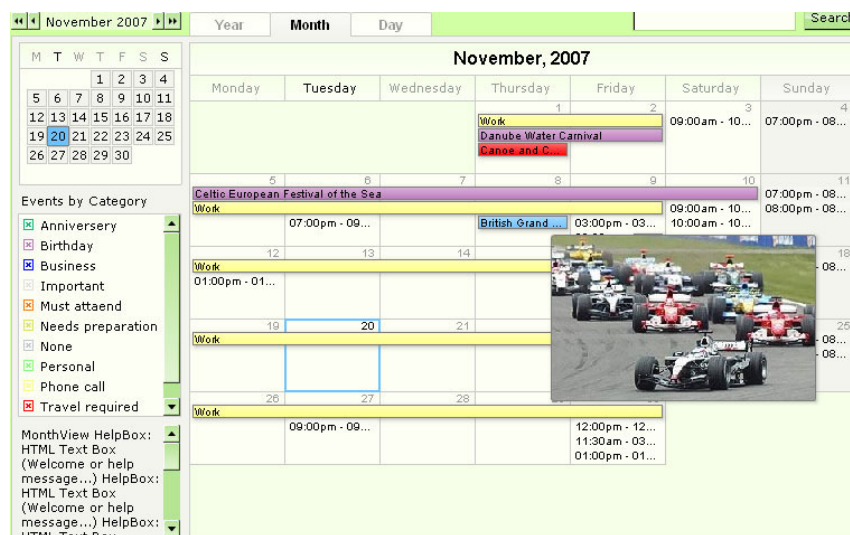 November 2007
Year
Month
Day
Search
M T W T F S S
1 2 3 4
5 6 7 8 9 10 11
12 13 14 15 16 17 18
19 20 21 22 23 24 25
26 27 28 29 30
November, 2007
Monday Tuesday Wednesday Thursday Friday Saturday Sunday
1 2 3 4
Work
09:00am - 10...
07:00pm - 08...
Danube Water Carnival
Canoe and C...
5 6 7 8 9 10 11
Celtic European Festival of the Sea
07:00pm - 08...
Work
09:00am - 10...
08:00pm - 08...
07:00pm - 09...
British Grand ...
03:00pm - 03...
10:00am - 10...
12 13 14 18
Work
- 08...
01:00pm - 01...
19 20 21 25
Work
- 08...
- 08...
26 27 28
Work
09:00pm - 09...
12:00pm - 12...
11:30am - 03...
01:00pm - 01...
Events by Category
Anniversery
Birthday
Business
Important
Must attaend
Needs preparation
None
Personal
Phone call
Travel required
MonthView HelpBox:
HTML Text Box
(Welcome or help
message...) HelpBox:
HTML Text Box
(Welcome or help
message...) HelpBox:
HTML Text Box